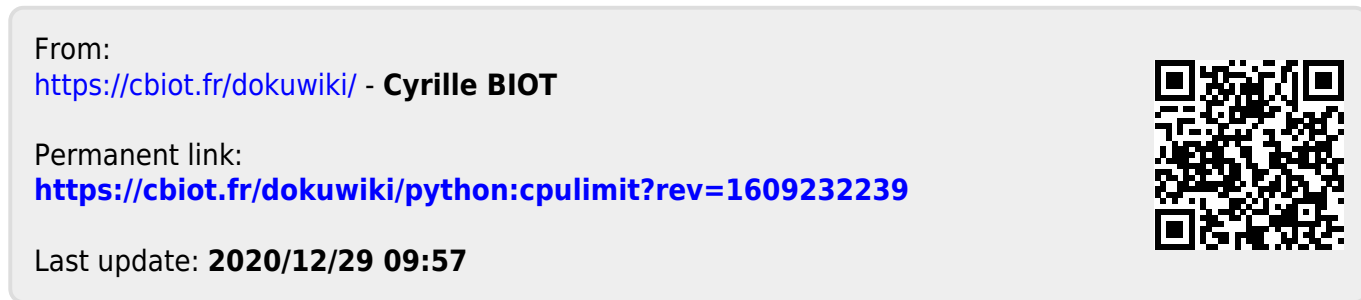 From:
https://cbiot.fr/dokuwiki/ - Cyrille BIOT
Permanent link:
https://cbiot.fr/dokuwiki/python:cpulimit?rev=1609232239
Last update: 2020/12/29 09:57